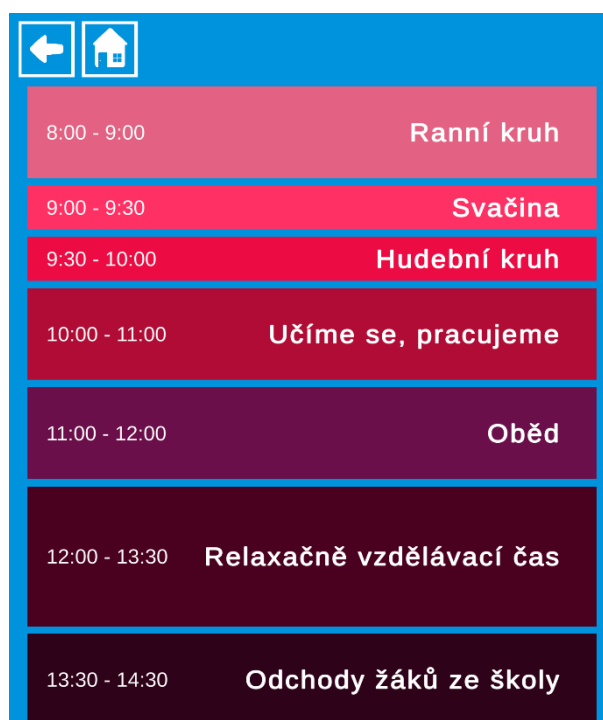 8:00 - 9:00 Ranní kruh
9:00 - 9:30 Svačina
9:30 - 10:00 Hudební kruh
10:00 - 11:00 Učíme se, pracujeme
11:00 - 12:00 Oběd
12:00 - 13:30 Relaxačně vzdělávací čas
13:30 - 14:30 Odchody žáků ze školy